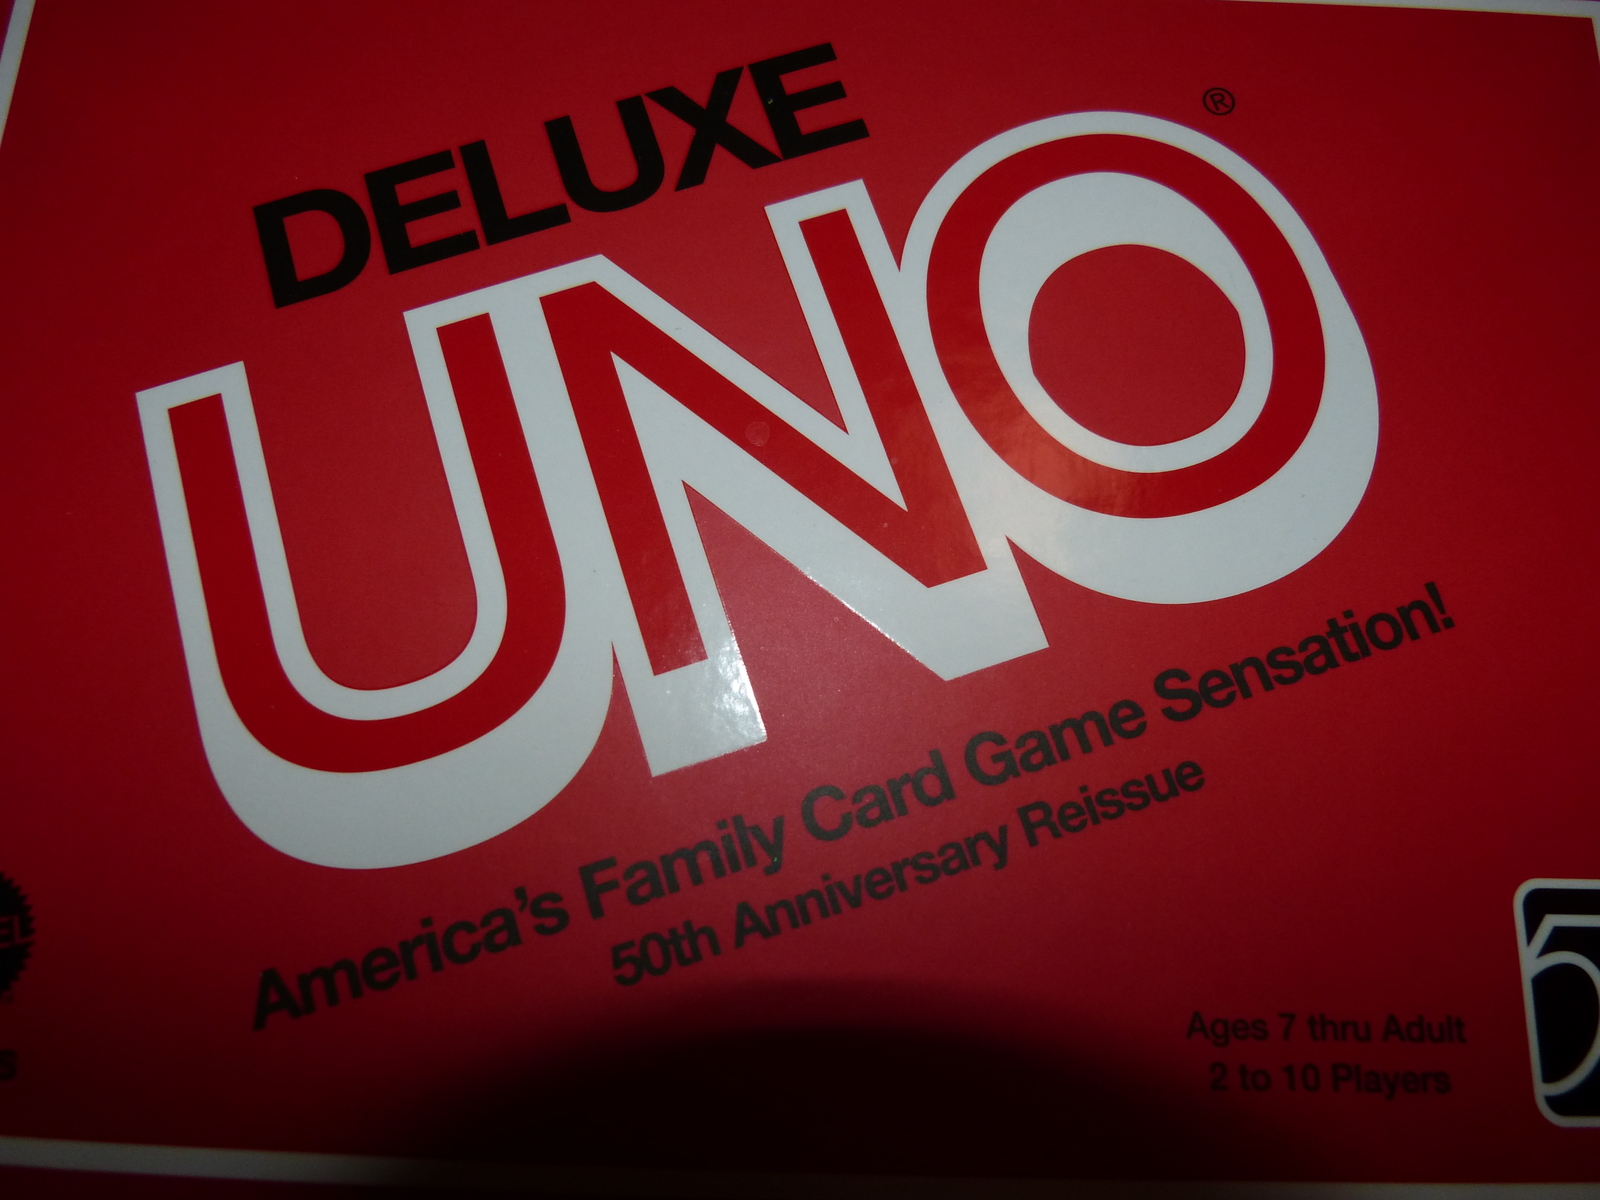 DELUXE
UNO®
America's Family Card Game Sensation!
50th Anniversary Reissue
Ages 7 thru Adult
2 to 10 Players